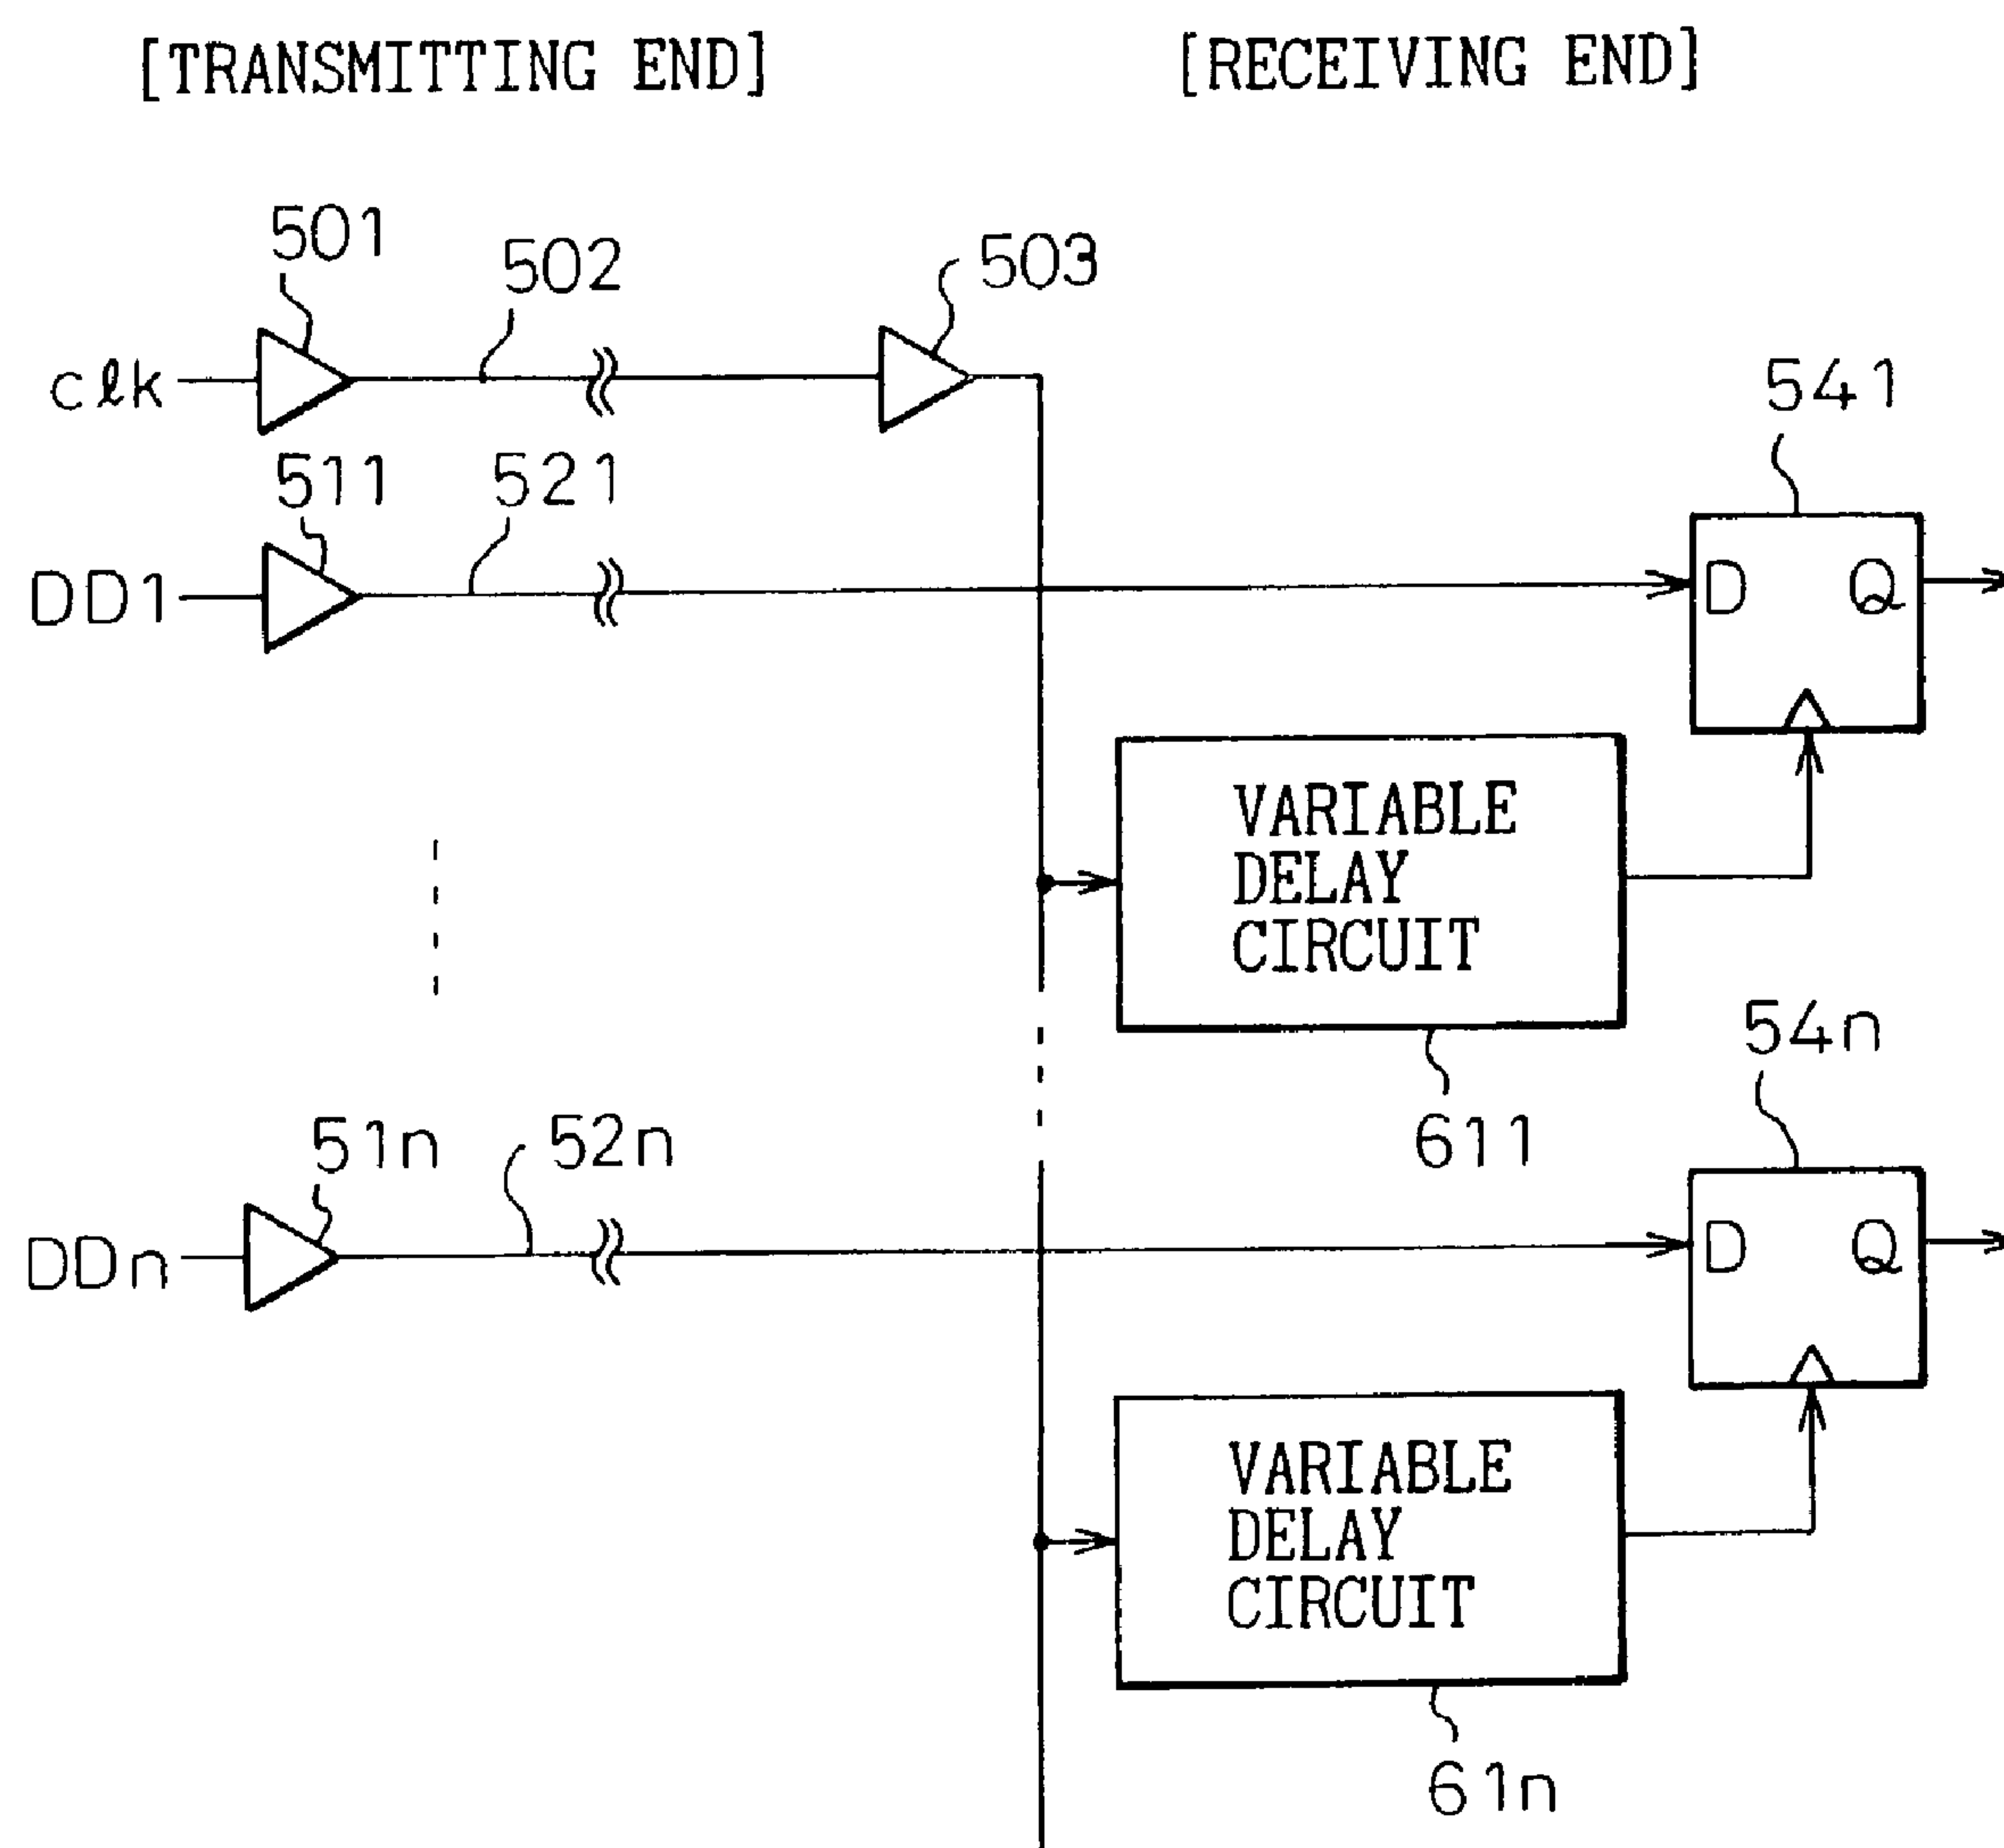 [TRANSMITTING END] [RECEIVING END]
501
502
503
clk
541
511
521
DD1
D Q
VARIABLE
DELAY
CIRCUIT
54n
611
51n
52n
DDn
D Q
VARIABLE
DELAY
CIRCUIT
61n